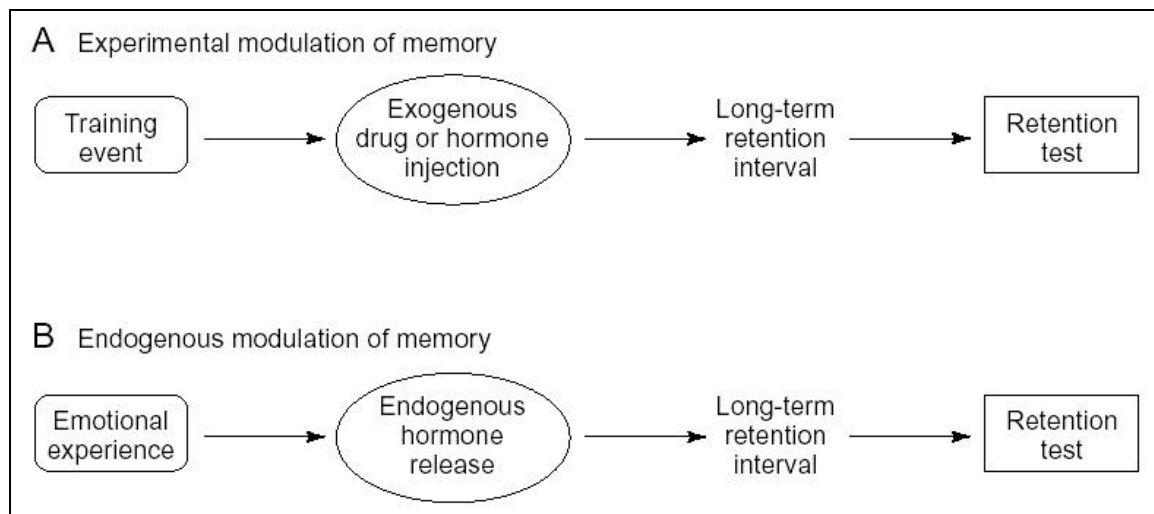 A Experimental modulation of memory
Training
event
Exogenous
drug or hormone
injection
Long-term
retention
interval
Retention
test
B Endogenous modulation of memory
Emotional
experience
Endogenous
hormone
release
Long-term
retention
interval
Retention
test